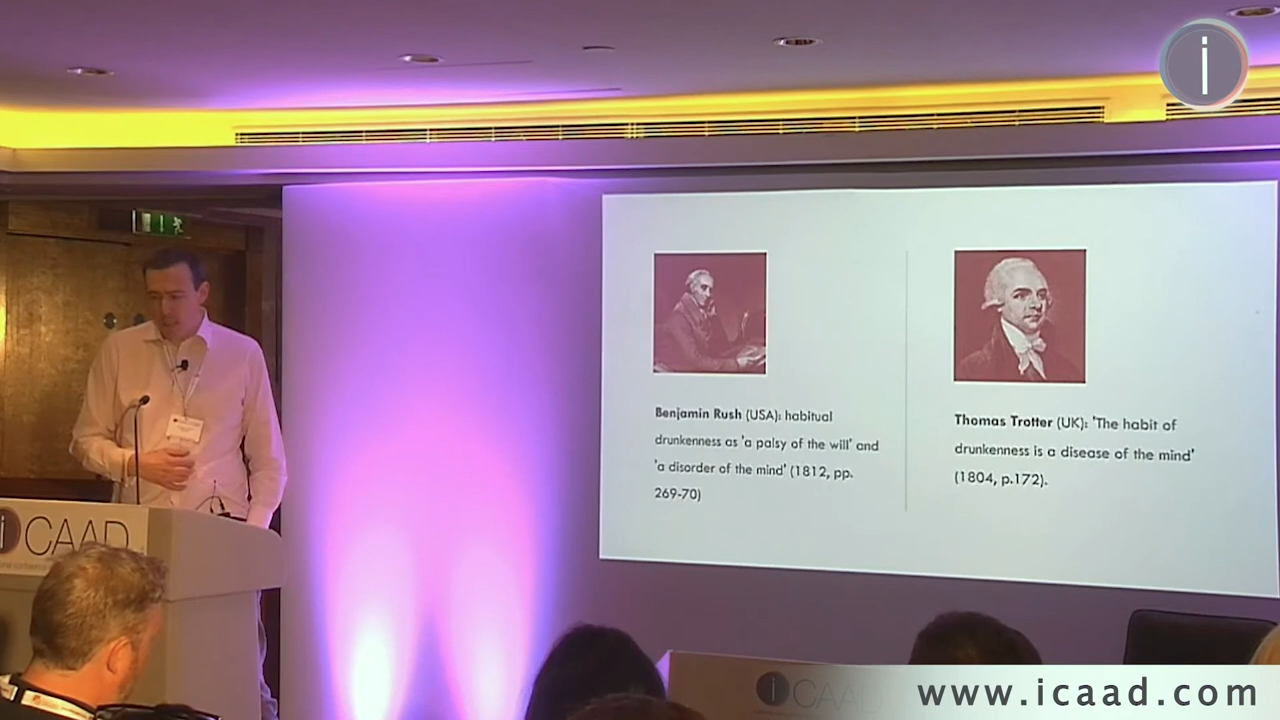 i
Benjamin Rush (USA): habitual
drunkenness as 'a palsy of the will' and
'a disorder of the mind' (1812, pp.
269-70)
Thomas Trotter (UK): 'The habit of
drunkenness is a disease of the mind'
(1804, p.172).
iCAAD
iCAAD
www.icaad.com